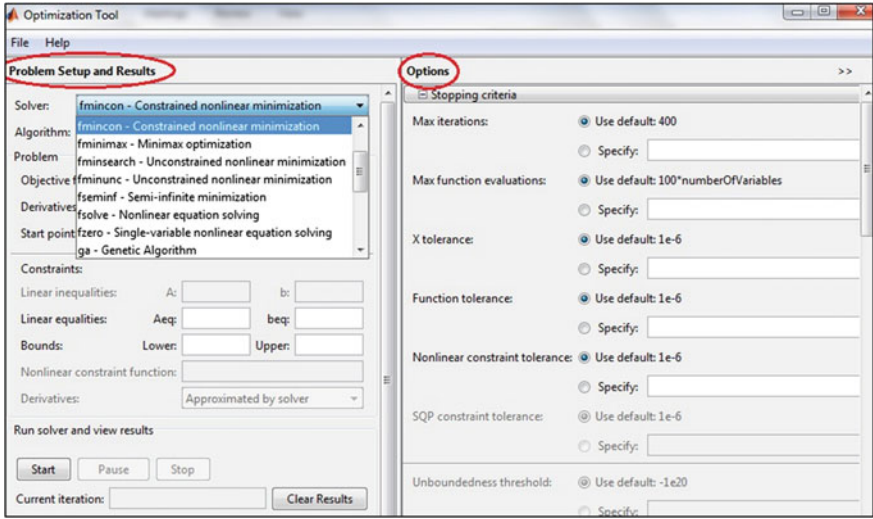 Optimization Tool
File Help
Problem Setup and Results
Solver: fmincon - Constrained nonlinear minimization
fmincon - Constrained nonlinear minimization
Algorithm:
fminimax - Minimax optimization
Problem
fminsearch - Unconstrained nonlinear minimization
Objective f
fminunc - Unconstrained nonlinear minimization
fseminf - Semi-infinite minimization
Derivatives
fsolve - Nonlinear equation solving
Start point
fzero - Single-variable nonlinear equation solving
ga - Genetic Algorithm
Constraints:
Linear inequalities: A: b:
Linear equalities: Aeq: beq:
Bounds: Lower: Upper:
Nonlinear constraint function:
Derivatives: Approximated by solver
Run solver and view results
Start Pause Stop
Current iteration: Clear Results
Options >>
Stopping criteria
Max iterations: Use default: 400
Specify:
Max function evaluations: Use default: 100*numberOfVariables
Specify:
X tolerance: Use default: 1e-6
Specify:
Function tolerance: Use default: 1e-6
Specify:
Nonlinear constraint tolerance: Use default: 1e-6
Specify:
SQP constraint tolerance: Use default: 1e-6
Specify:
Unboundedness threshold: Use default: -1e20
Specify: